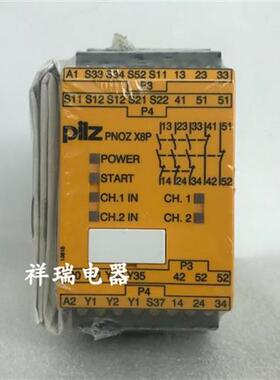 A1 S33 S34 S52 S11 13 23 33
P3
S11 S12 S12 S21 S22 41 51 51
P4
pilz
PNOZ X8P
13 23 33 41 51
POWER
START
14 24 34 42 52
CH.1 IN
CH. 1
CH.2 IN
CH. 2
祥瑞电器
P3
Y35 42 52 52
P4
A2 Y1 Y2 S37 14 24 34